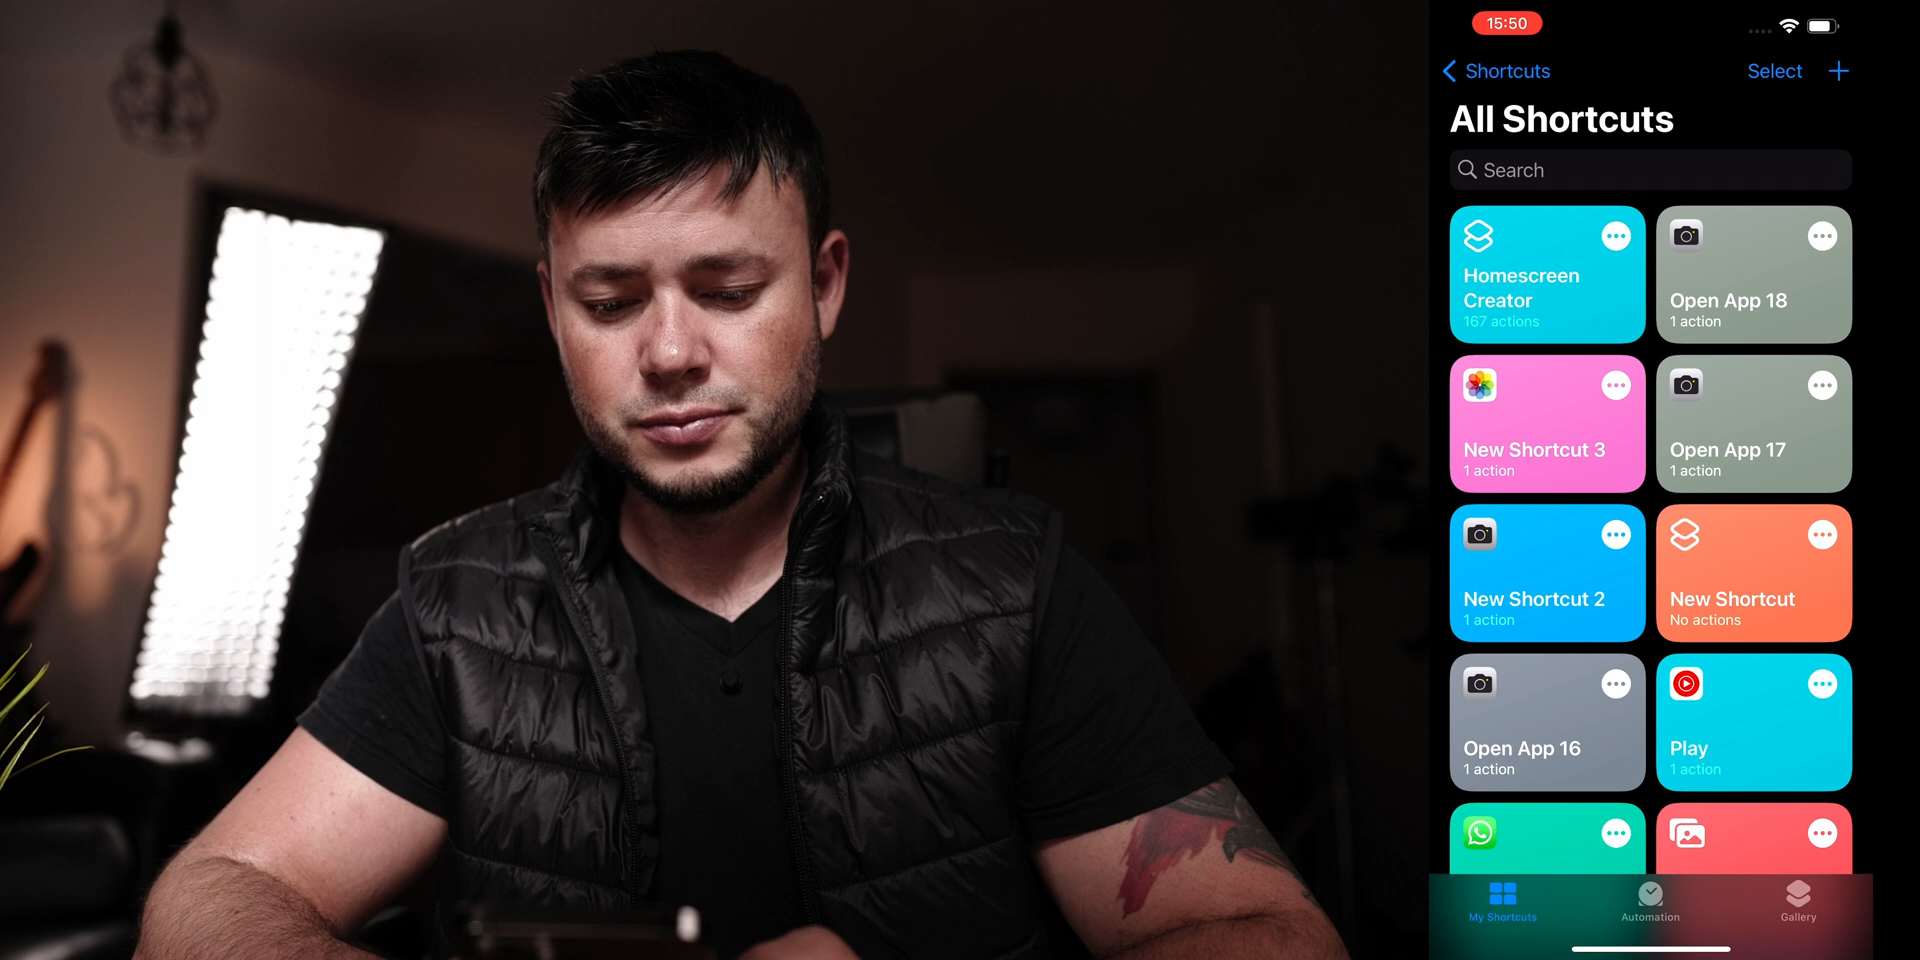 15:50
Shortcuts
Select
All Shortcuts
Search
Homescreen
Creator
167 actions
Open App 18
1 action
New Shortcut 3
1 action
Open App 17
1 action
New Shortcut 2
1 action
New Shortcut
No actions
Open App 16
1 action
Play
1 action
My Shortcuts
Automation
Gallery